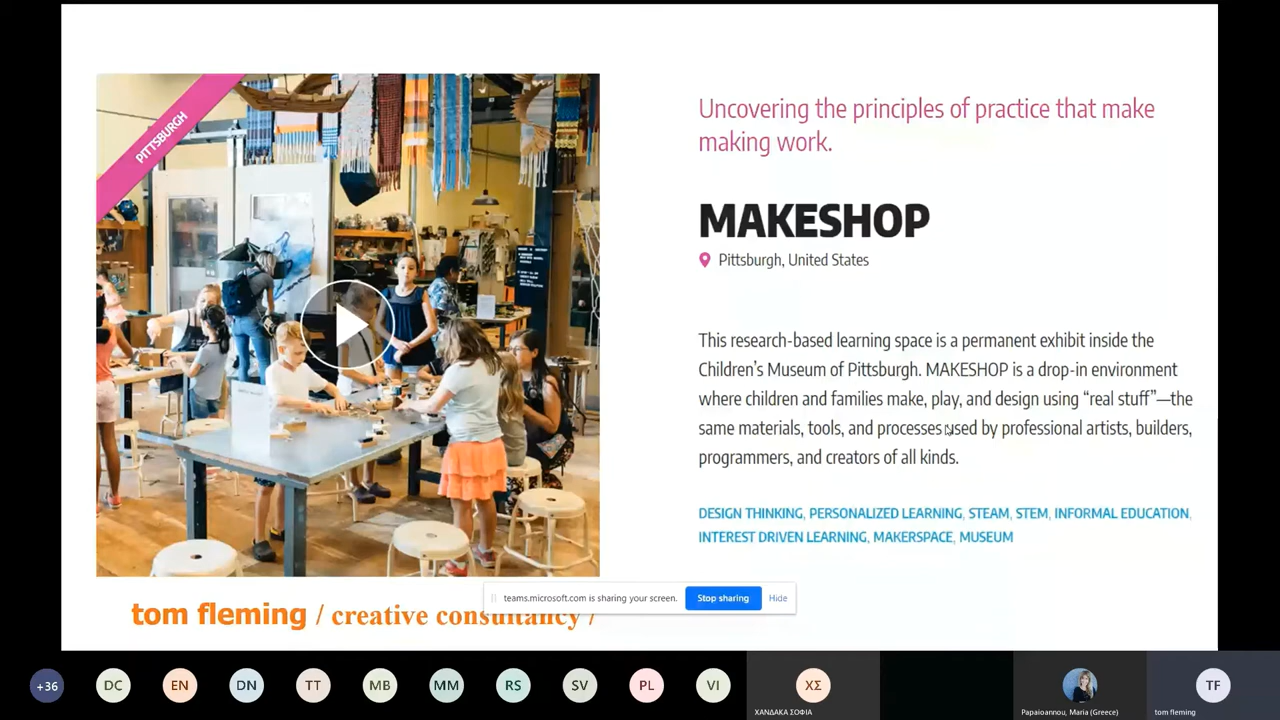 PITTSBURGH
Uncovering the principles of practice that make
making work.
MAKESHOP
Pittsburgh, United States
This research-based learning space is a permanent exhibit inside the
Children's Museum of Pittsburgh. MAKESHOP is a drop-in environment
where children and families make, play, and design using “real stuff”—the
same materials, tools, and processes used by professional artists, builders,
programmers, and creators of all kinds.
DESIGN THINKING, PERSONALIZED LEARNING, STEAM, STEM, INFORMAL EDUCATION,
INTEREST DRIVEN LEARNING, MAKERSPACE, MUSEUM
teams.microsoft.com is sharing your screen. Stop sharing Hide
tom fleming / creative consultancy /
+36 DC EN DN TT MB MM RS SV PL VI ΧΣ TF
ΧΑΝΔΑΚΑ ΣΟΦΙΑ Papaioannou, Maria (Greece) tom fleming